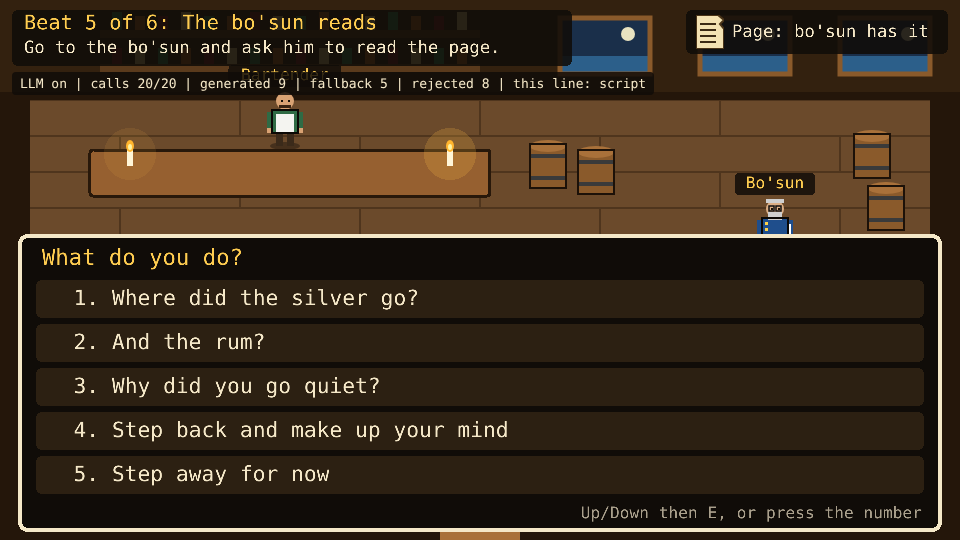 Beat 5 of 6: The bo'sun reads
Go to the bo'sun and ask him to read the page.
Page: bo'sun has it
Bartender
LLM on | calls 20/20 | generated 9 | fallback 5 | rejected 8 | this line: script
Bo'sun
What do you do?
1. Where did the silver go?
2. And the rum?
3. Why did you go quiet?
4. Step back and make up your mind
5. Step away for now
Up/Down then E, or press the number